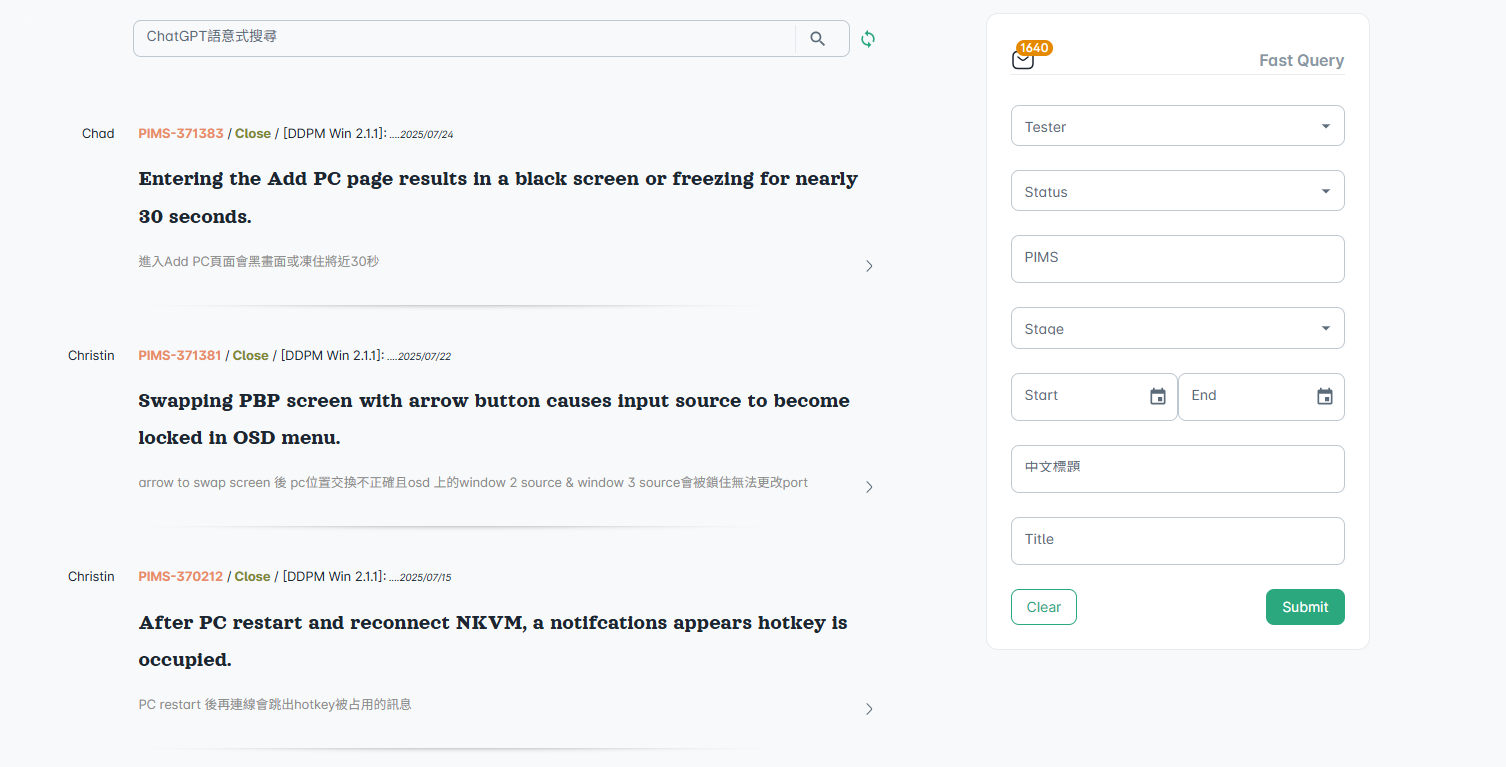 ChatGPT語意式搜尋
Chad
PIMS-371383 / Close / [DDPM Win 2.1.1]: ....2025/07/24
Entering the Add PC page results in a black screen or freezing for nearly
30 seconds.
進入Add PC頁面會黑畫面或凍住將近30秒
Christin
PIMS-371381 / Close / [DDPM Win 2.1.1]: ....2025/07/22
Swapping PBP screen with arrow button causes input source to become
locked in OSD menu.
arrow to swap screen 後 pc位置交換不正確且osd 上的window 2 source & window 3 source會被鎖住無法更改port
Christin
PIMS-370212 / Close / [DDPM Win 2.1.1]: ....2025/07/15
After PC restart and reconnect NKVM, a notifcations appears hotkey is
occupied.
PC restart 後再連線會跳出hotkey被占用的訊息
1640
Fast Query
Tester
Status
PIMS
Stage
Start
End
中文標題
Title
Clear
Submit